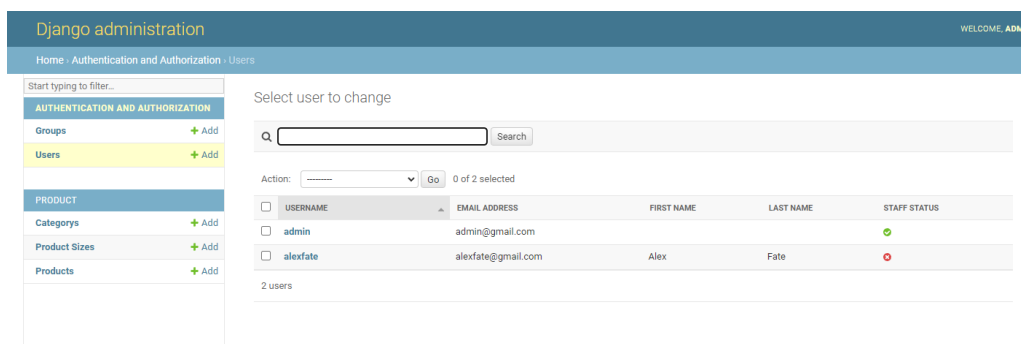 Django administration
WELCOME, ADM
Home › Authentication and Authorization › Users
Start typing to filter...
AUTHENTICATION AND AUTHORIZATION
Groups + Add
Users + Add
PRODUCT
Categorys + Add
Product Sizes + Add
Products + Add
Select user to change
Search
Action: --------- Go 0 of 2 selected
USERNAME EMAIL ADDRESS FIRST NAME LAST NAME STAFF STATUS
admin admin@gmail.com
alexfate alexfate@gmail.com Alex Fate
2 users